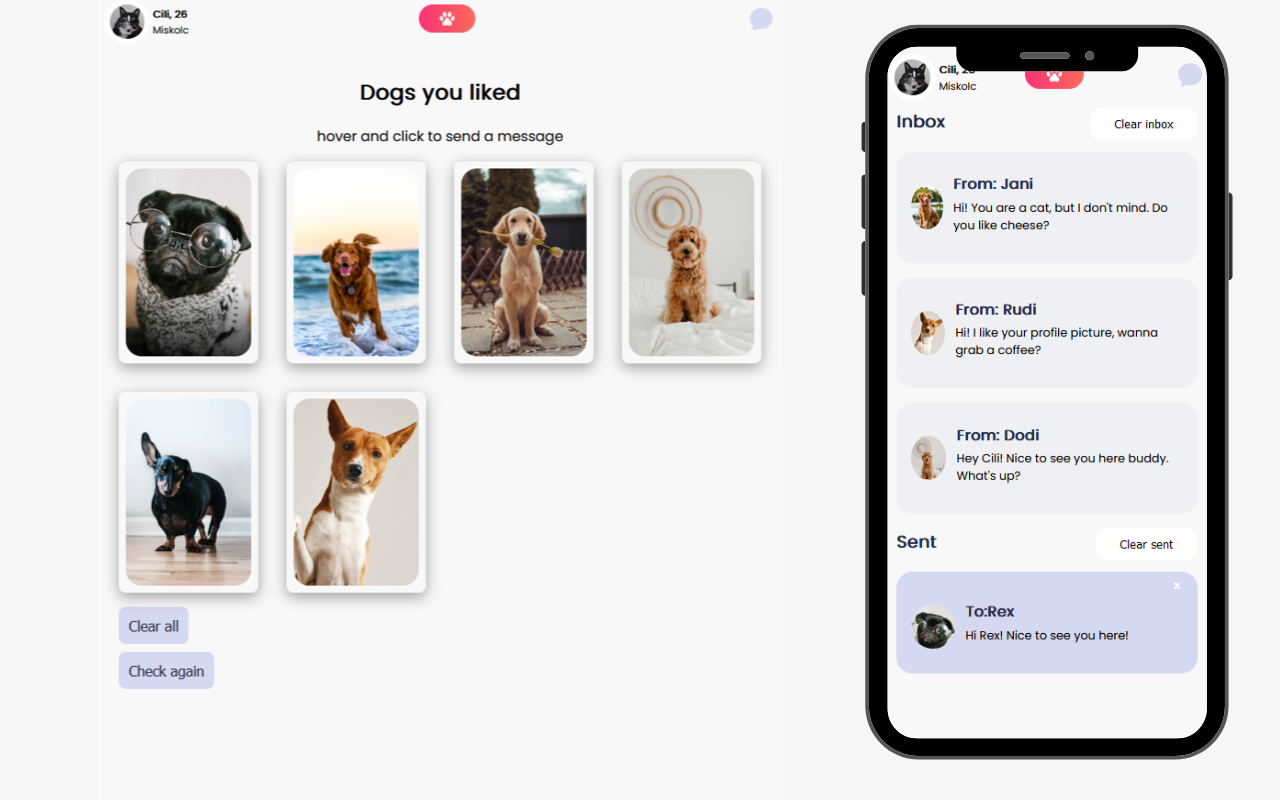 Cili, 26
Miskolc
Dogs you liked
hover and click to send a message
Clear all
Check again
Cili, 26
Miskolc
Inbox
Clear inbox
From: Jani
Hi! You are a cat, but I don't mind. Do
you like cheese?
From: Rudi
Hi! I like your profile picture, wanna
grab a coffee?
From: Dodi
Hey Cili! Nice to see you here buddy.
What's up?
Sent
Clear sent
x
To:Rex
Hi Rex! Nice to see you here!